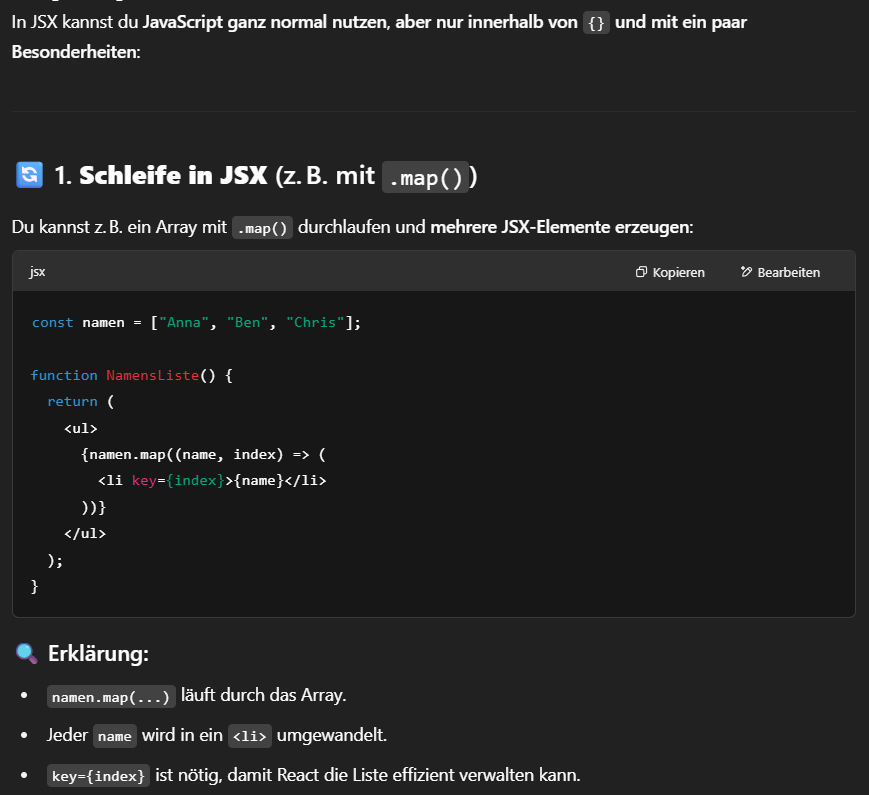 In JSX kannst du JavaScript ganz normal nutzen, aber nur innerhalb von {} und mit ein paar
Besonderheiten:
1. Schleife in JSX (z. B. mit .map())
Du kannst z. B. ein Array mit .map() durchlaufen und mehrere JSX-Elemente erzeugen:
jsx Kopieren Bearbeiten
const namen = ["Anna", "Ben", "Chris"];
function NamensListe() {
  return (
    <ul>
      {namen.map((name, index) => (
        <li key={index}>{name}</li>
      ))}
    </ul>
  );
}
Erklärung:
• namen.map(...) läuft durch das Array.
• Jeder name wird in ein <li> umgewandelt.
• key={index} ist nötig, damit React die Liste effizient verwalten kann.